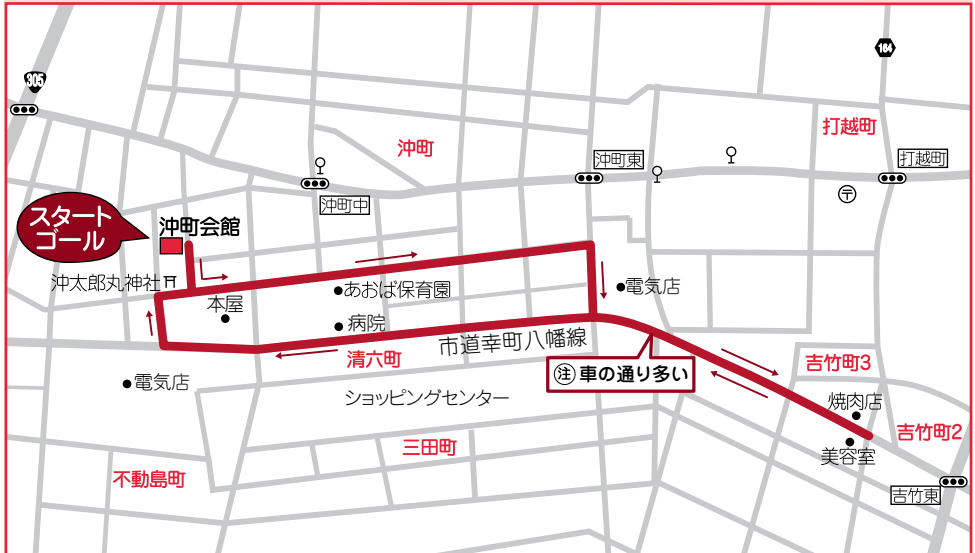 305
164
打越町
沖町
沖町東
打越町
沖町中
〒
スタート
ゴール
沖町会館
沖太郎丸神社
本屋
あおば保育園
電気店
病院
市道幸町八幡線
清六町
注 車の通り多い
吉竹町3
電気店
ショッピングセンター
焼肉店
吉竹町2
三田町
美容室
不動島町
吉竹東